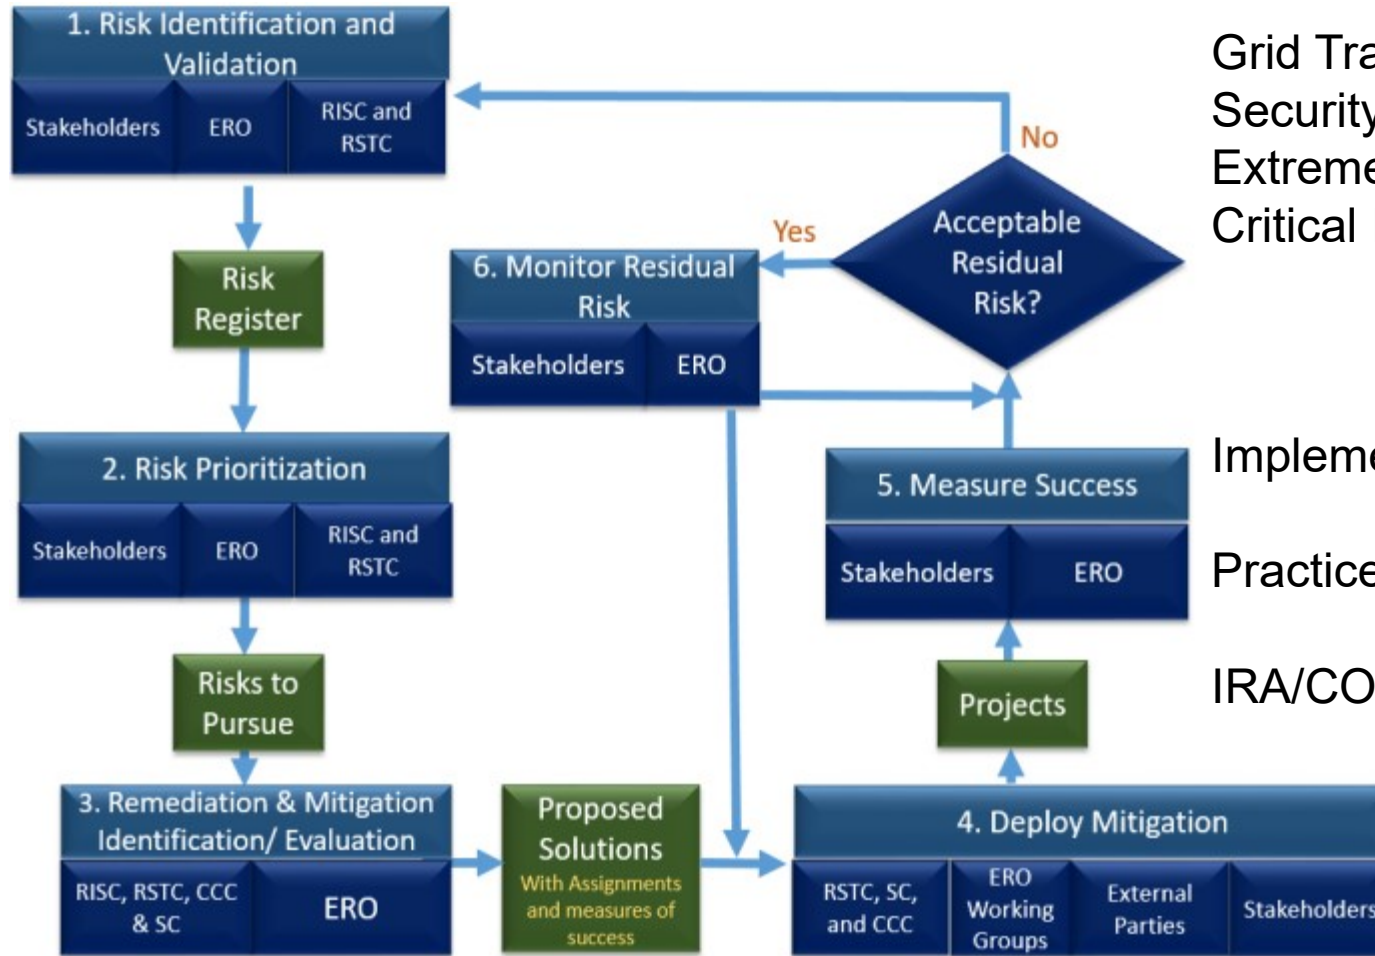 1. Risk Identification and
Validation
Stakeholders
ERO
RISC and
RSTC
Risk
Register
2. Risk Prioritization
Stakeholders
ERO
RISC and
RSTC
Risks to
Pursue
3. Remediation & Mitigation
Identification/ Evaluation
RISC, RSTC, CCC
& SC
ERO
Proposed
Solutions
With Assignments
and measures of
success
4. Deploy Mitigation
RSTC, SC,
and CCC
ERO
Working
Groups
External
Parties
Stakeholders
Projects
5. Measure Success
Stakeholders
ERO
Acceptable
Residual
Risk?
No
Yes
6. Monitor Residual
Risk
Stakeholders
ERO
Grid
Security
Critical
IRA/